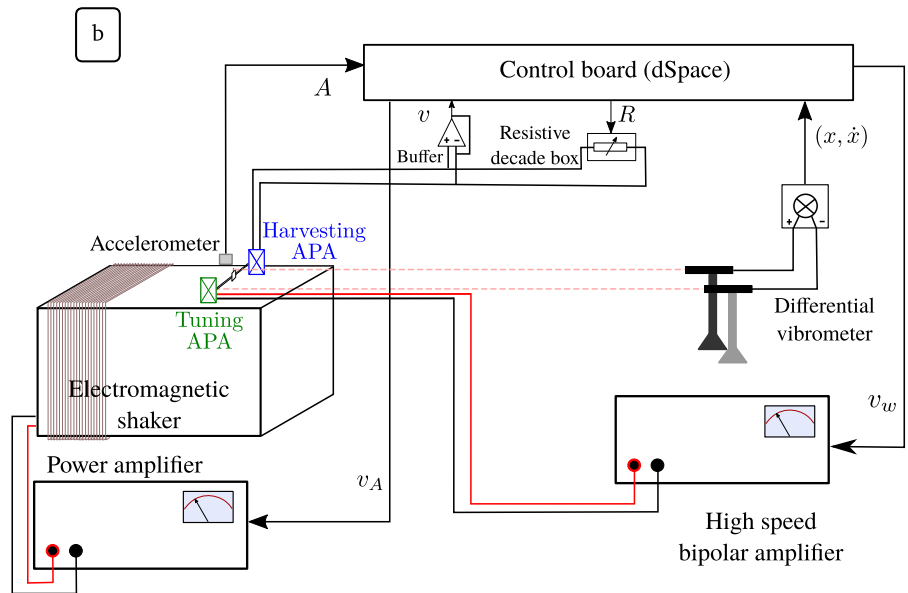 b
Control board (dSpace)
A
v
R
(x, ẋ)
Buffer
+ -
Resistive
decade box
+ -
Accelerometer
Harvesting
APA
Tuning
APA
Differential
vibrometer
Electromagnetic
shaker
v_w
Power amplifier
v_A
High speed
bipolar amplifier